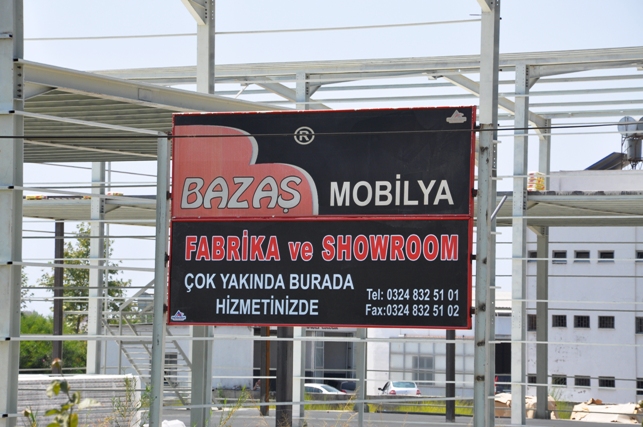 ®
BAZAŞ MOBİLYA
FABRİKA ve SHOWROOM
ÇOK YAKINDA BURADA
HİZMETİNİZDE
Tel: 0324 832 51 01
Fax:0324 832 51 02